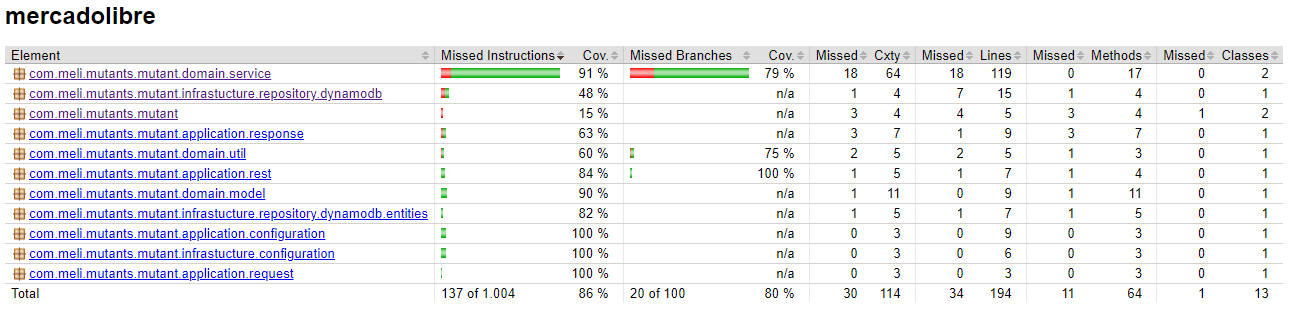 mercadolibre
Element Missed Instructions Cov. Missed Branches Cov. Missed Cxty Missed Lines Missed Methods Missed Classes
com.meli.mutants.mutant.domain.service 91 % 79 % 18 64 18 119 0 17 0 2
com.meli.mutants.mutant.infrastucture.repository.dynamodb 48 % n/a 1 4 7 15 1 4 0 1
com.meli.mutants.mutant 15 % n/a 3 4 4 5 3 4 1 2
com.meli.mutants.mutant.application.response 63 % n/a 3 7 1 9 3 7 0 1
com.meli.mutants.mutant.domain.util 60 % 75 % 2 5 2 5 1 3 0 1
com.meli.mutants.mutant.application.rest 84 % 100 % 1 5 1 7 1 4 0 1
com.meli.mutants.mutant.domain.model 90 % n/a 1 11 0 9 1 11 0 1
com.meli.mutants.mutant.infrastucture.repository.dynamodb.entities 82 % n/a 1 5 1 7 1 5 0 1
com.meli.mutants.mutant.application.configuration 100 % n/a 0 3 0 9 0 3 0 1
com.meli.mutants.mutant.infrastucture.configuration 100 % n/a 0 3 0 6 0 3 0 1
com.meli.mutants.mutant.application.request 100 % n/a 0 3 0 3 0 3 0 1
Total 137 of 1.004 86 % 20 of 100 80 % 30 114 34 194 11 64 1 13